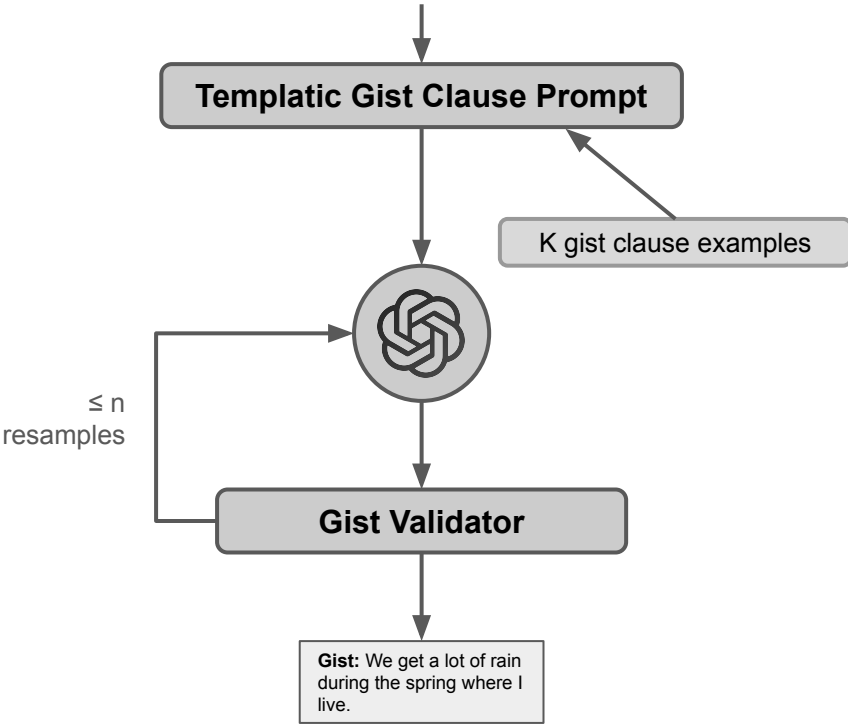 Templatic Gist Clause Prompt
K gist clause examples
≤ n
resamples
Gist Validator
Gist: We get a lot of rain
during the spring where I
live.